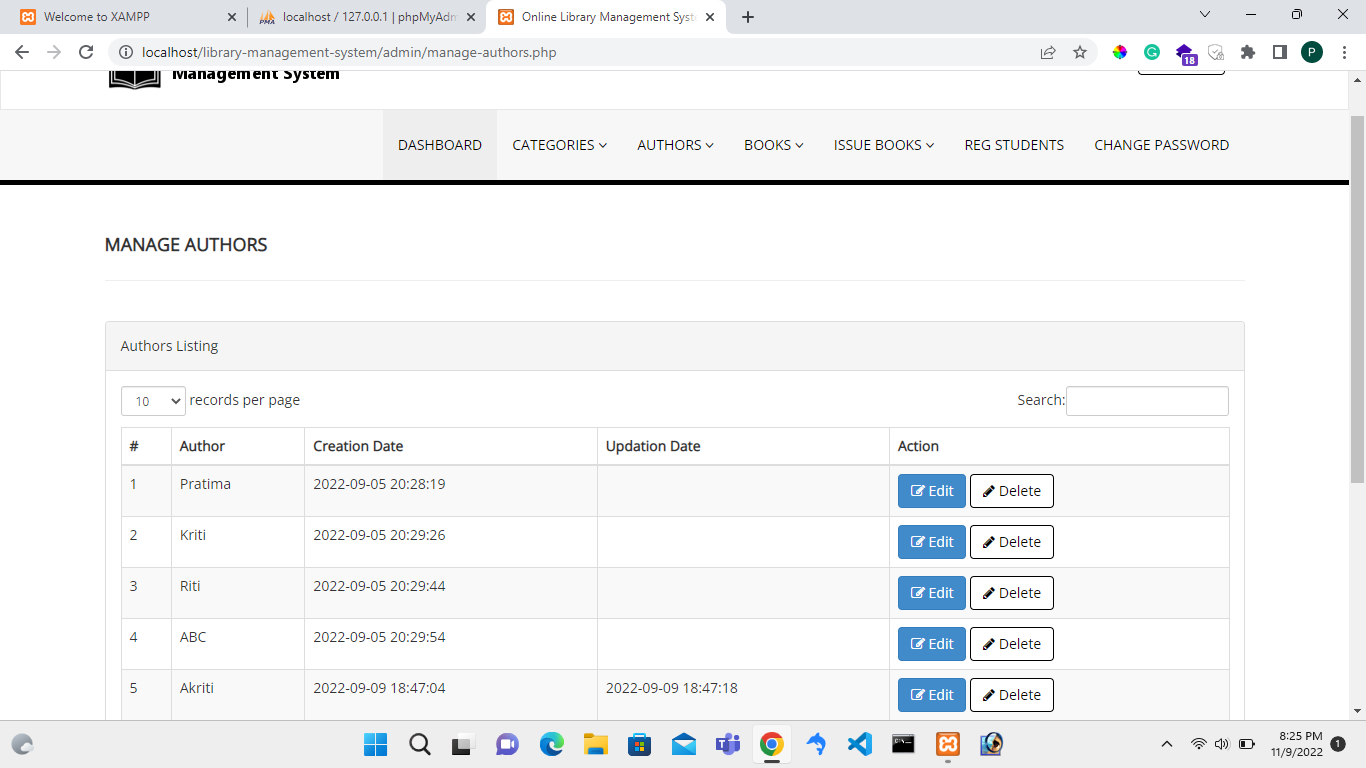 Welcome to XAMPP
localhost / 127.0.0.1 | phpMyAdm
Online Library Management Syst
localhost/library-management-system/admin/manage-authors.php
18
P
Management System
DASHBOARD CATEGORIES AUTHORS BOOKS ISSUE BOOKS REG STUDENTS CHANGE PASSWORD
MANAGE AUTHORS
Authors Listing
10 records per page Search:
# Author Creation Date Updation Date Action
1 Pratima 2022-09-05 20:28:19 Edit Delete
2 Kriti 2022-09-05 20:29:26 Edit Delete
3 Riti 2022-09-05 20:29:44 Edit Delete
4 ABC 2022-09-05 20:29:54 Edit Delete
5 Akriti 2022-09-09 18:47:04 2022-09-09 18:47:18 Edit Delete
8:25 PM
11/9/2022
1